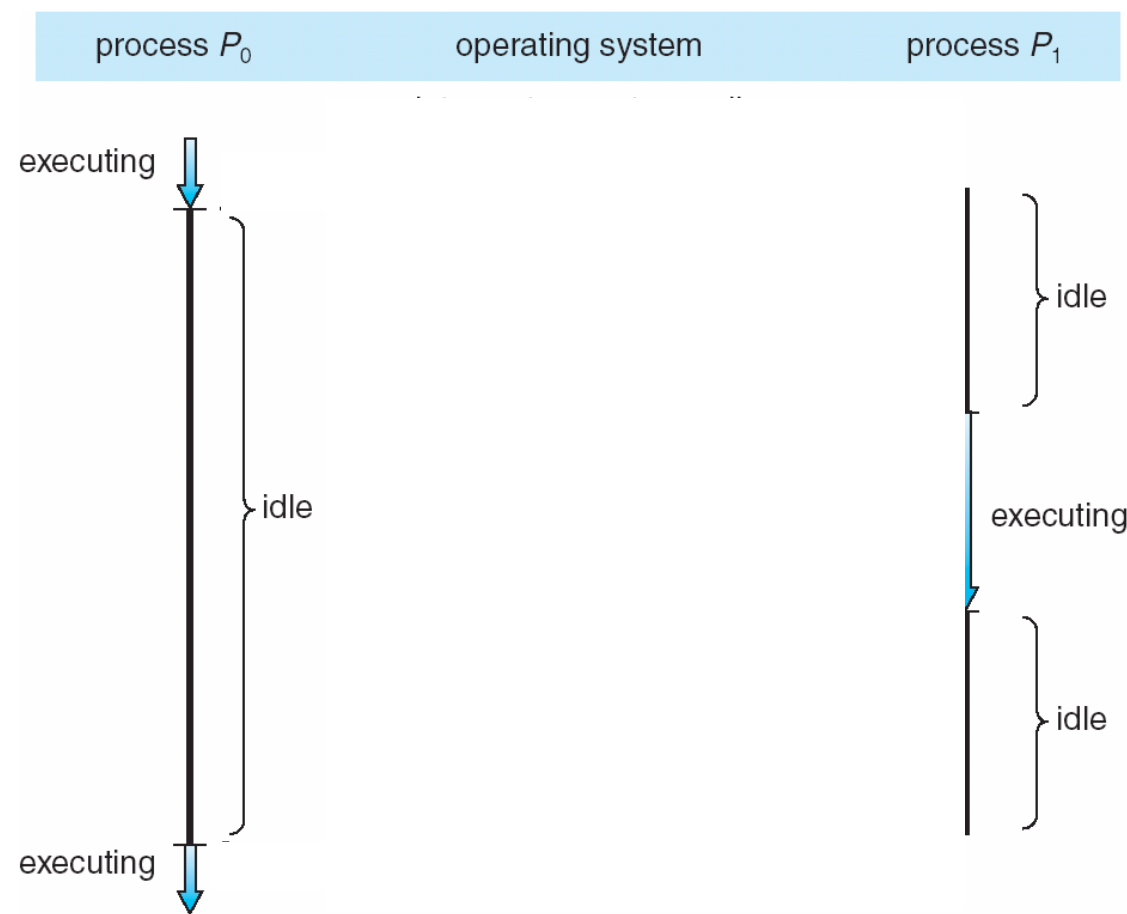 process P0 operating system process P1
executing
idle
idle
executing
idle
executing